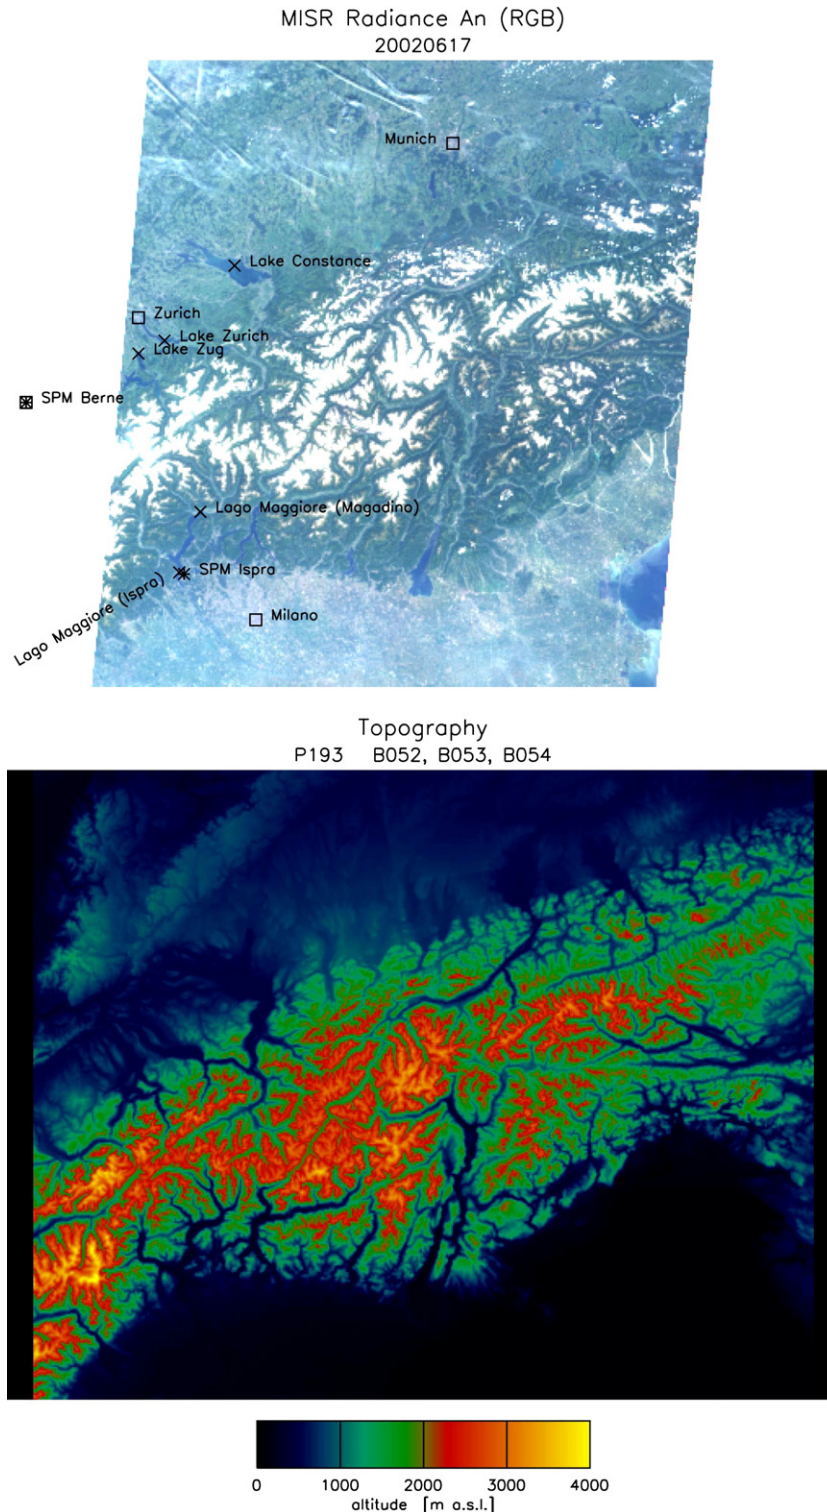 MISR Radiance An (RGB)
20020617
Munich
Lake Constance
Zurich
Lake Zurich
Lake Zug
SPM Berne
Lago Maggiore (Magadino)
SPM Ispra
Lago Maggiore (Ispra)
Milano
Topography
P193 B052, B053, B054
0 1000 2000 3000 4000
altitude [m a.s.l.]